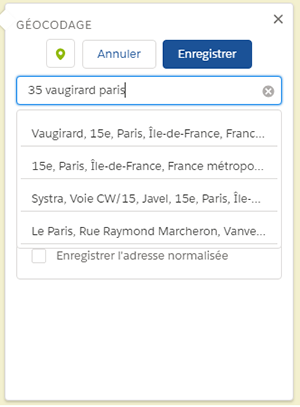 GÉOCODAGE
Annuler Enregistrer
35 vaugirard paris
Vaugirard, 15e, Paris, Île-de-France, Franc...
15e, Paris, Île-de-France, France métropo...
Systra, Voie CW/15, Javel, 15e, Paris, Île-...
Le Paris, Rue Raymond Marcheron, Vanve...
Enregistrer l'adresse normalisée